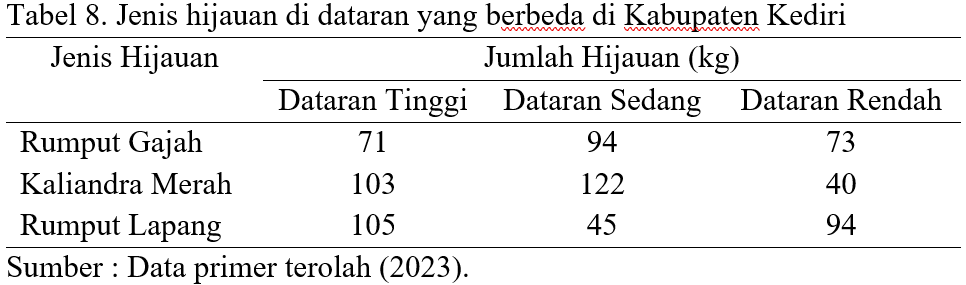 Tabel 8. Jenis hijauan di dataran yang berbeda di Kabupaten Kediri
Jenis Hijauan Jumlah Hijauan (kg)
Dataran Tinggi Dataran Sedang Dataran Rendah
Rumput Gajah 71 94 73
Kaliandra Merah 103 122 40
Rumput Lapang 105 45 94
Sumber : Data primer terolah (2023).